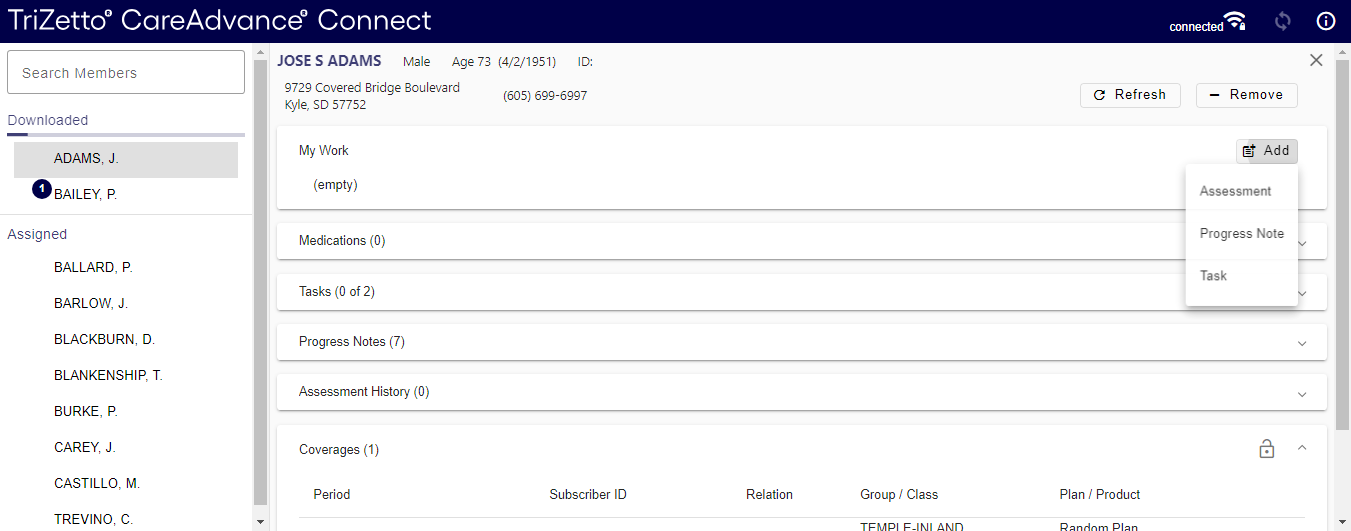 TriZetto® CareAdvance® Connect
connected
Search Members
Downloaded
ADAMS, J.
1
BAILEY, P.
Assigned
BALLARD, P.
BARLOW, J.
BLACKBURN, D.
BLANKENSHIP, T.
BURKE, P.
CAREY, J.
CASTILLO, M.
TREVINO, C.
JOSE S ADAMS Male Age 73 (4/2/1951) ID:
9729 Covered Bridge Boulevard
Kyle, SD 57752
(605) 699-6997
Refresh
Remove
My Work
Add
(empty)
Assessment
Progress Note
Task
Medications (0)
Tasks (0 of 2)
Progress Notes (7)
Assessment History (0)
Coverages (1)
Period Subscriber ID Relation Group / Class Plan / Product
TEMPLE-INLAND Random Plan